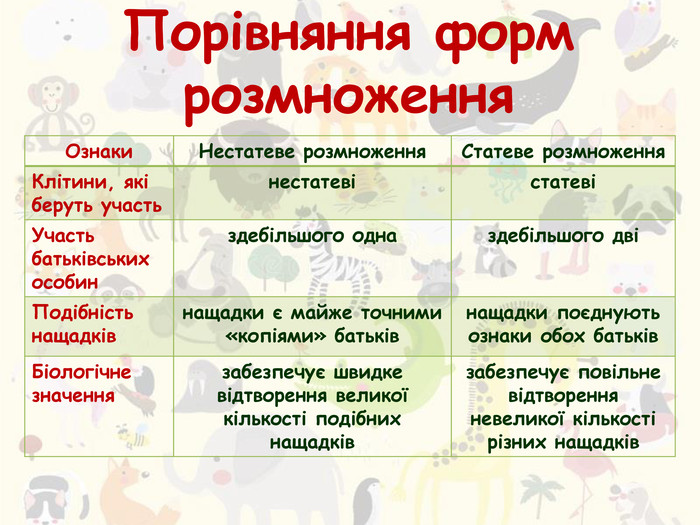 Порівняння форм
розмноження
Ознаки
Нестатеве розмноження
Статеве розмноження
Клітини, які
беруть участь
нестатеві
статеві
Участь
батьківських
особин
здебільшого одна
здебільшого дві
Подібність
нащадків
нащадки є майже точними
«копіями» батьків
нащадки поєднують
ознаки обох батьків
Біологічне
значення
забезпечує швидке
відтворення великої
кількості подібних
нащадків
забезпечує повільне
відтворення
невеликої кількості
різних нащадків